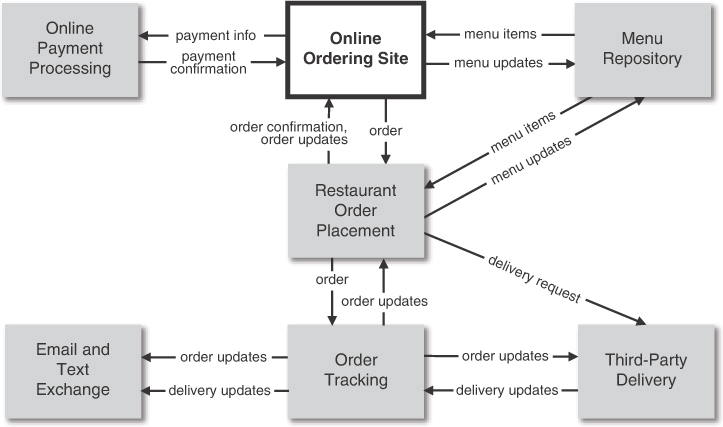 Online
Payment
Processing
payment info
payment
confirmation
Online
Ordering Site
menu items
menu updates
Menu
Repository
order confirmation,
order updates
order
menu items
menu updates
Restaurant
Order
Placement
delivery request
order
order updates
Email and
Text
Exchange
order updates
delivery updates
Order
Tracking
order updates
delivery updates
Third-Party
Delivery